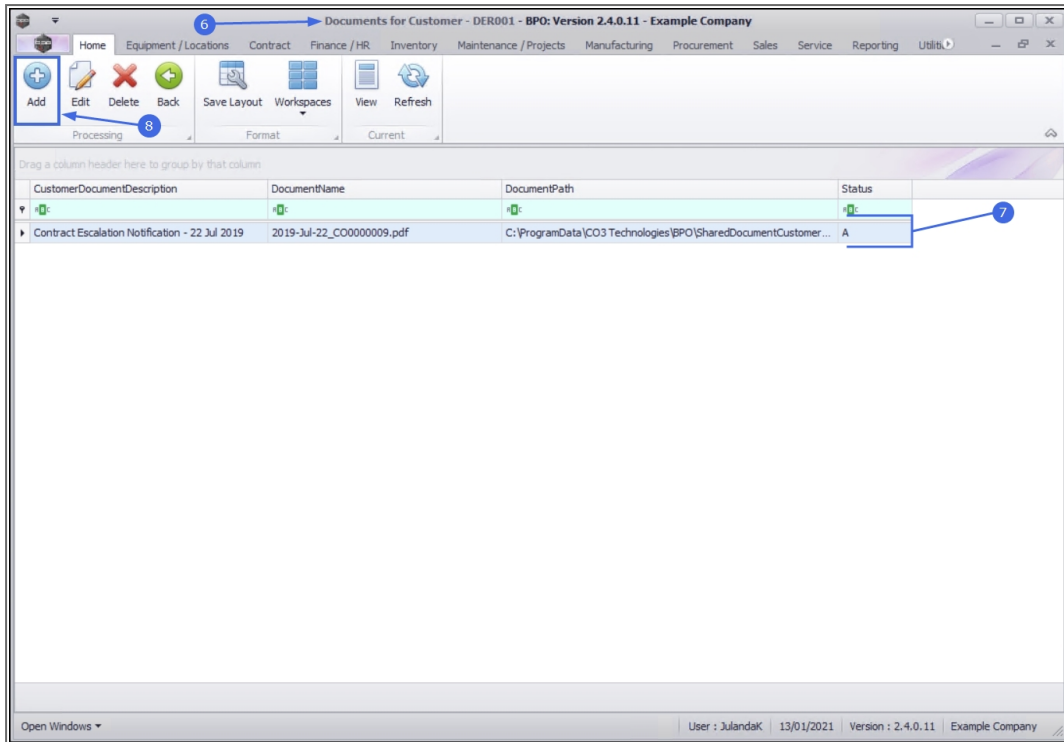 6
Documents for Customer - DER001 - BPO: Version 2.4.0.11 - Example Company
Home Equipment / Locations Contract Finance / HR Inventory Maintenance / Projects Manufacturing Procurement Sales Service Reporting
Add Edit Delete Back Save Layout Workspaces View Refresh
8
Processing Format Current
Drag a column header here to group by that column
CustomerDocumentDescription DocumentName DocumentPath Status
7
Contract Escalation Notification - 22 Jul 2019 2019-Jul-22_CO0000009.pdf C:\ProgramData\CO3 Technologies\BPO\SharedDocumentCustomer... A
Open Windows User : JulandaK 13/01/2021 Version : 2.4.0.11 Example Company